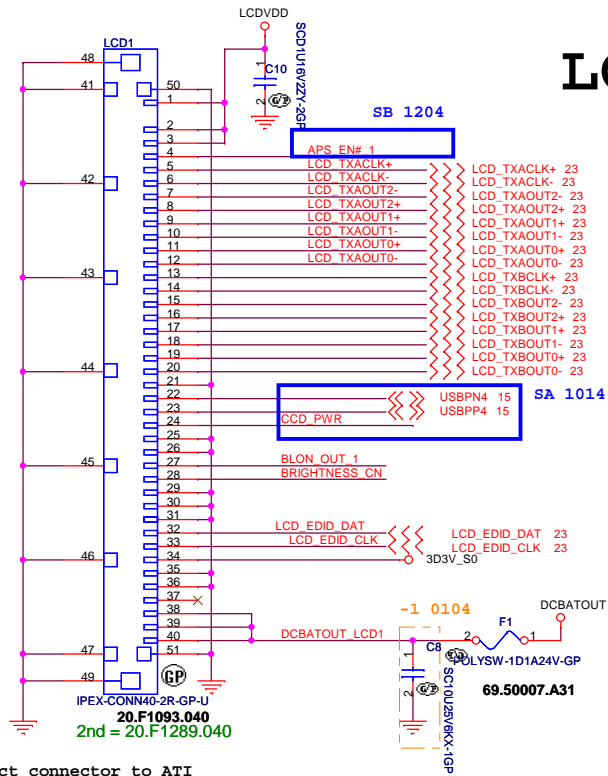 LCDVDD
LCD1
LC
48
41
50
1
C10
1
2
G/P
SCD1U16V2ZY-2GP
SB 1204
2
3
4
APS_EN#_1
5
LCD_TXACLK+
LCD_TXACLK+ 23
42
6
LCD_TXACLK-
LCD_TXACLK- 23
7
LCD_TXAOUT2-
LCD_TXAOUT2- 23
8
LCD_TXAOUT2+
LCD_TXAOUT2+ 23
9
LCD_TXAOUT1+
LCD_TXAOUT1+ 23
10
LCD_TXAOUT1-
LCD_TXAOUT1- 23
11
LCD_TXAOUT0+
LCD_TXAOUT0+ 23
12
LCD_TXAOUT0-
LCD_TXAOUT0- 23
43
13
LCD_TXBCLK+ 23
14
LCD_TXBCLK- 23
15
LCD_TXBOUT2- 23
16
LCD_TXBOUT2+ 23
17
LCD_TXBOUT1+ 23
18
LCD_TXBOUT1- 23
19
LCD_TXBOUT0+ 23
44
20
LCD_TXBOUT0- 23
21
22
USBPN4 15
SA 1014
23
USBPP4 15
24
CCD_PWR
25
26
45
27
BLON_OUT_1
28
BRIGHTNESS_CN
29
30
31
32
LCD_EDID_DAT
LCD_EDID_DAT 23
33
LCD_EDID_CLK
LCD_EDID_CLK 23
46
34
3D3V_S0
35
36
37
38
39
40
DCBATOUT_LCD1
-1 0104
DCBATOUT
F1
2
1
47
51
C8
1
2
G/P
POLYSW-1D1A24V-GP
69.50007.A31
SC10U25V6KX-1GP
49
GP
IPEX-CONN40-2R-GP-U
20.F1093.040
2nd = 20.F1289.040
ct connector to ATI